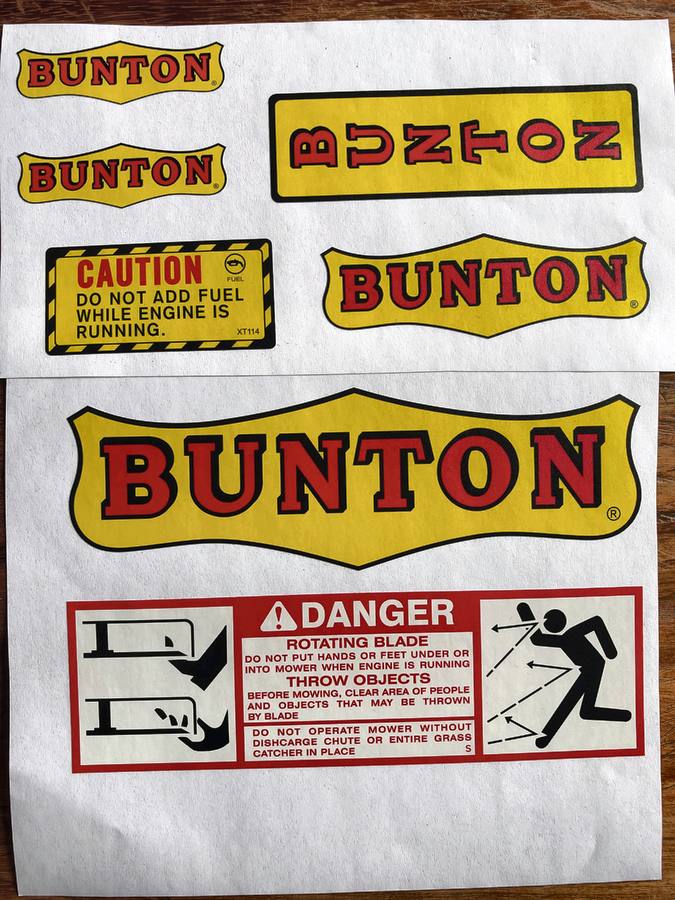 BUNTON®
BUNTON®
BUNTON
CAUTION
FUEL
DO NOT ADD FUEL
WHILE ENGINE IS
RUNNING.
XT114
BUNTON®
BUNTON®
DANGER
ROTATING BLADE
DO NOT PUT HANDS OR FEET UNDER OR
INTO MOWER WHEN ENGINE IS RUNNING
THROW OBJECTS
BEFORE MOWING, CLEAR AREA OF PEOPLE
AND OBJECTS THAT MAY BE THROWN
BY BLADE
DO NOT OPERATE MOWER WITHOUT
DISHCARGE CHUTE OR ENTIRE GRASS
CATCHER IN PLACE
S